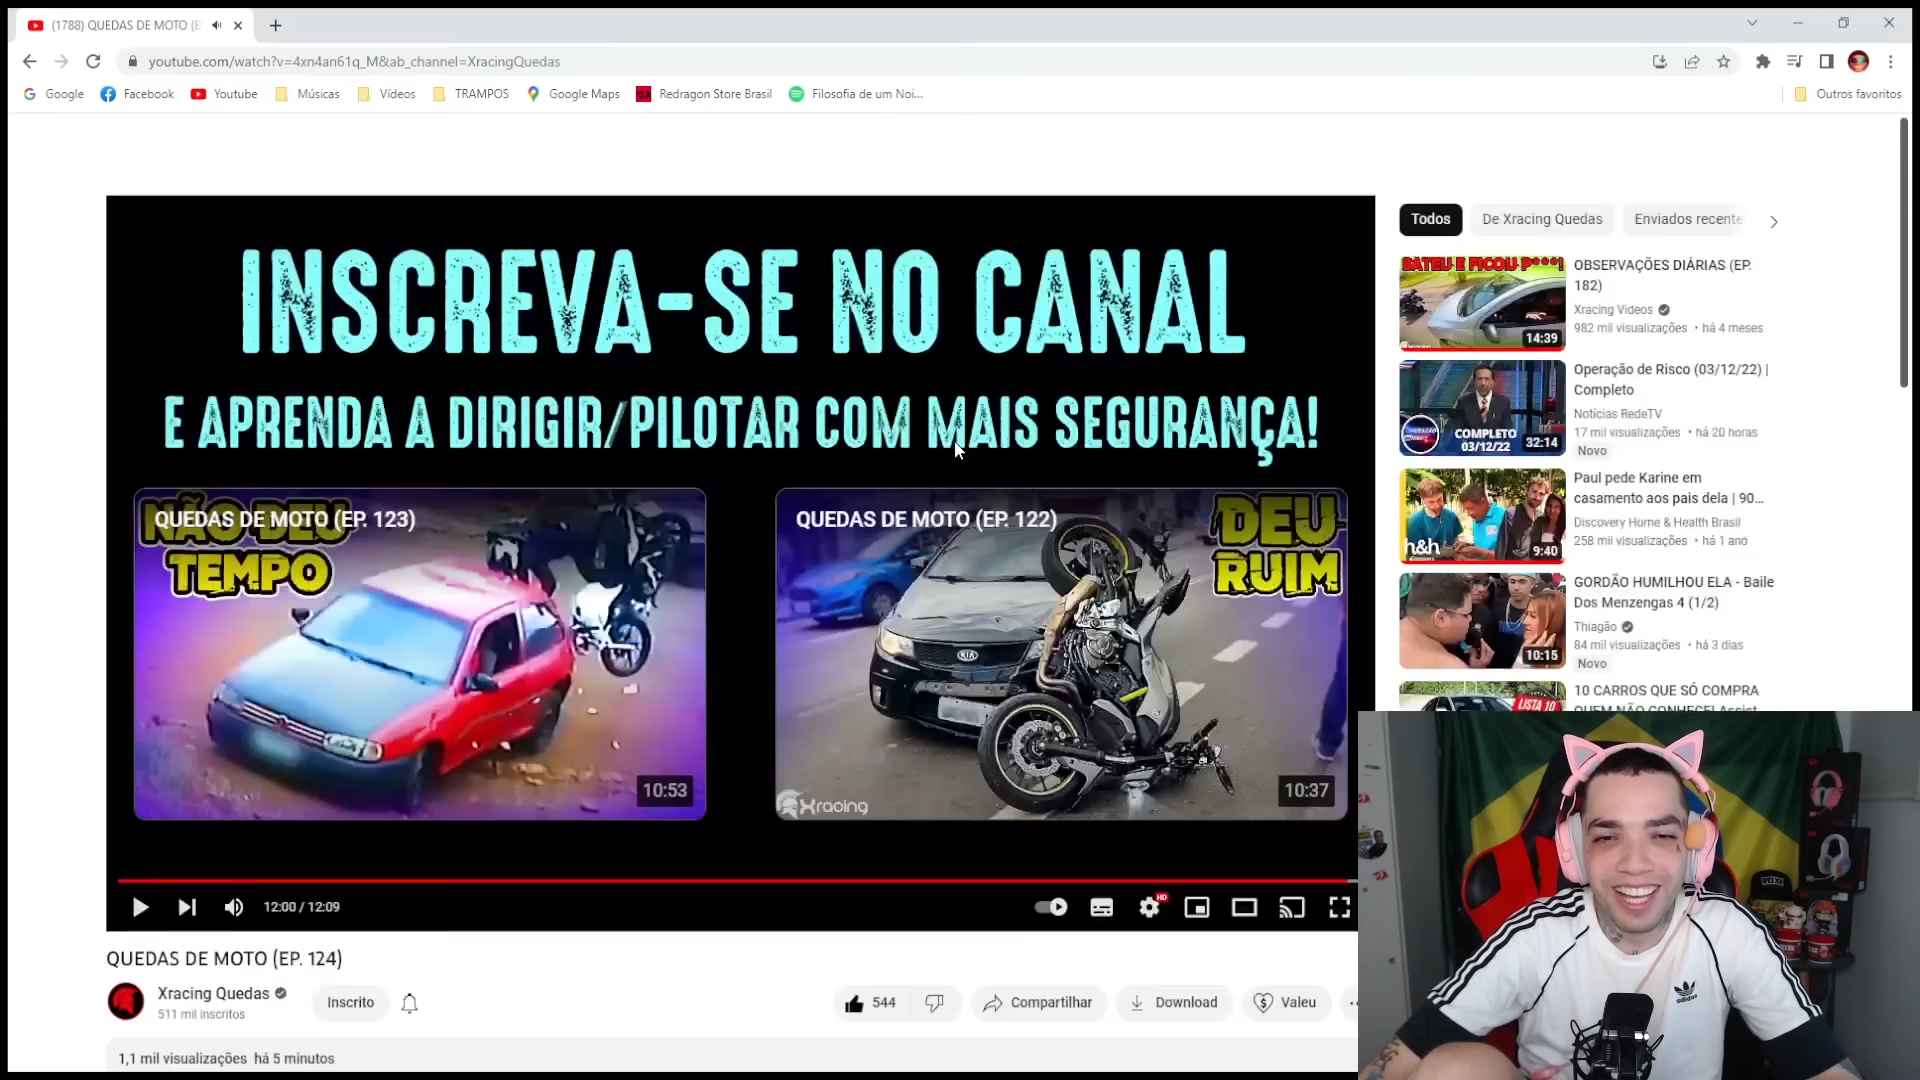 (1788) QUEDAS DE MOTO (E
youtube.com/watch?v=4xn4an61q_M&ab_channel=XracingQuedas
Google
Facebook
Youtube
Músicas
Vídeos
TRAMPOS
Google Maps
Redragon Store Brasil
Filosofia de um Noi...
Outros favoritos
INSCREVA-SE NO CANAL
E APRENDA A DIRIGIR/PILOTAR COM MAIS SEGURANÇA!
QUEDAS DE MOTO (EP. 123)
NÃO DEU
TEMPO
10:53
QUEDAS DE MOTO (EP. 122)
DEU
RUIM
KIA
Xracing
10:37
12:00 / 12:09
HD
QUEDAS DE MOTO (EP. 124)
Xracing Quedas
511 mil inscritos
Inscrito
544
Compartilhar
Download
Valeu
1,1 mil visualizações há 5 minutos
Todos
De Xracing Quedas
Enviados recente
BATEU E FICOU P***!
14:39
OBSERVAÇÕES DIÁRIAS (EP.
182)
Xracing Videos
982 mil visualizações • há 4 meses
COMPLETO
03/12/22
32:14
Operação de Risco (03/12/22) |
Completo
Notícias RedeTV
17 mil visualizações • há 20 horas
Novo
h&h
9:40
Paul pede Karine em
casamento aos pais dela | 90...
Discovery Home & Health Brasil
258 mil visualizações • há 1 ano
10:15
GORDÃO HUMILHOU ELA - Baile
Dos Menzengas 4 (1/2)
Thiagão
84 mil visualizações • há 3 dias
Novo
LISTA 10
10 CARROS QUE SÓ COMPRA
QUEM NÃO CONHECE! Assist
adidas